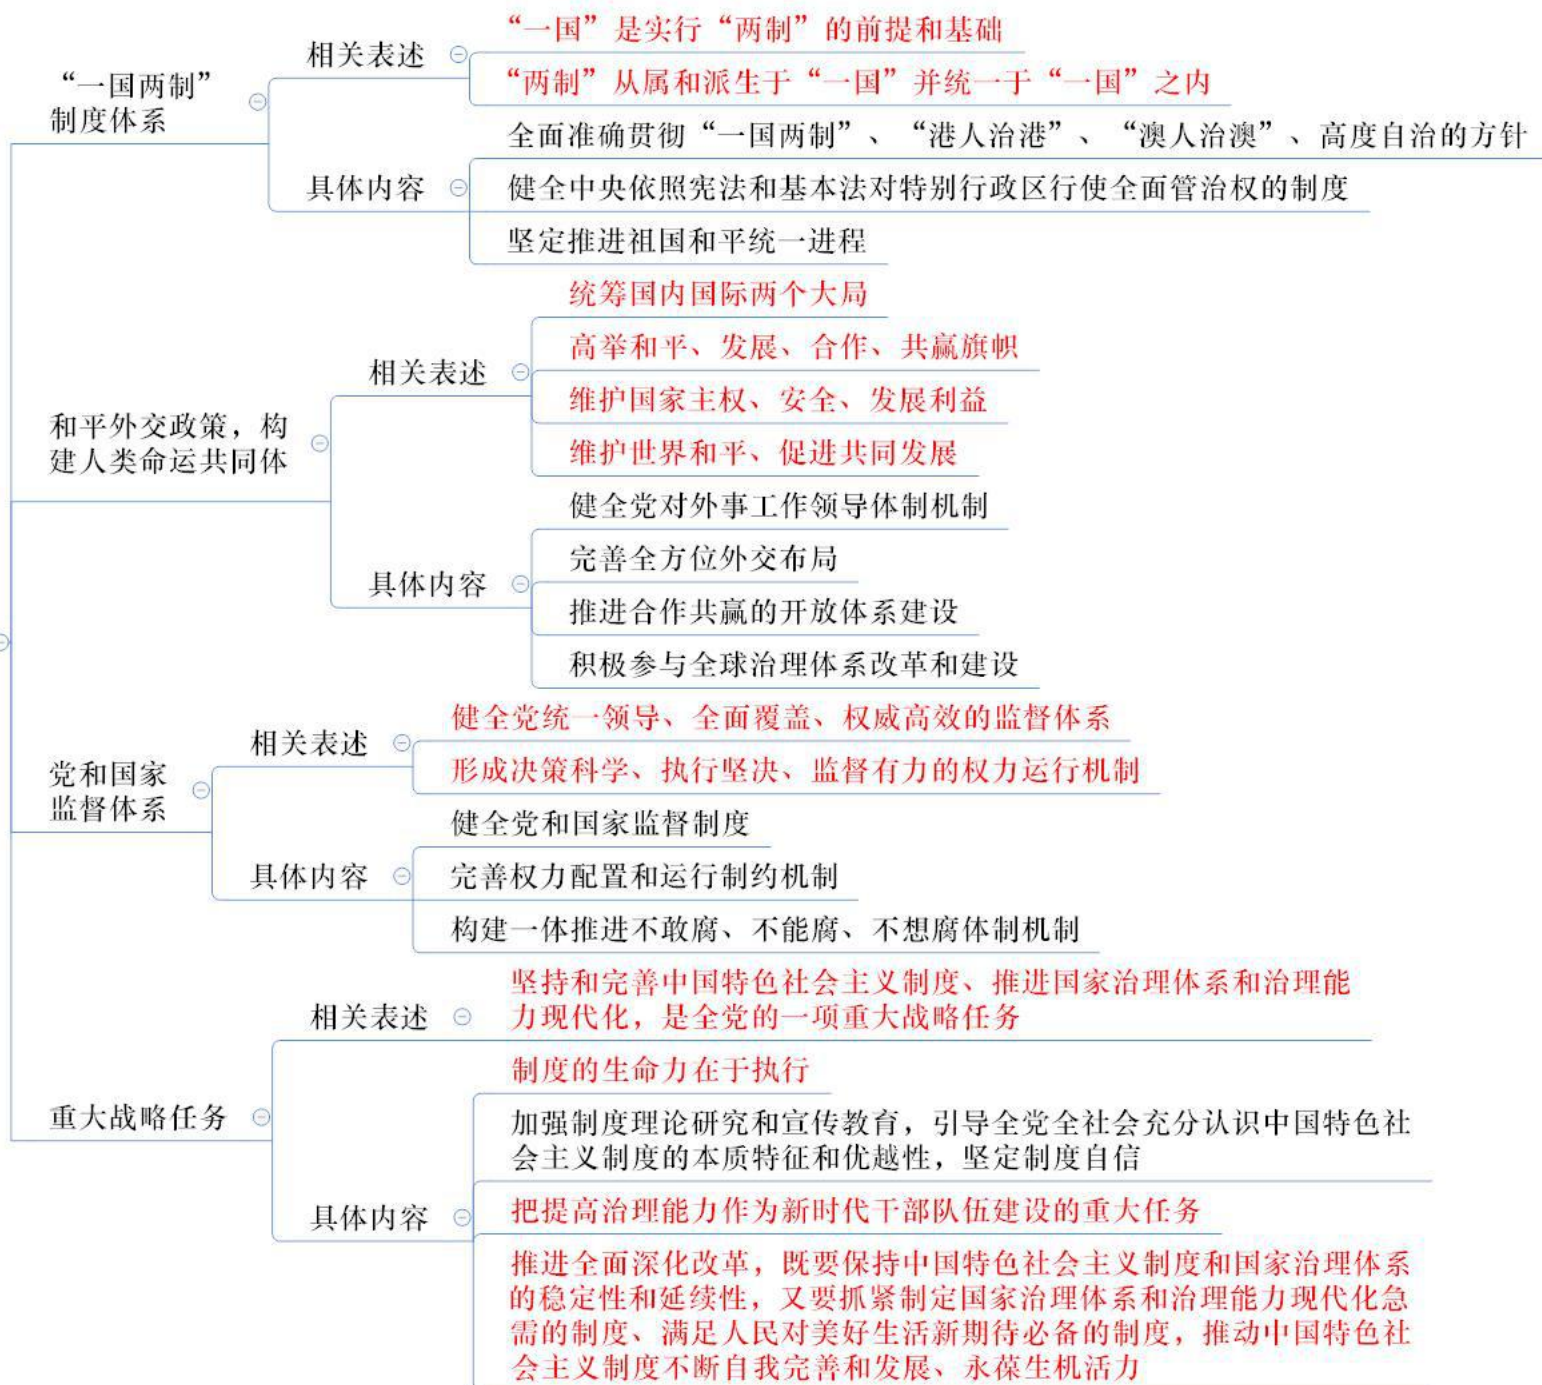 “一国两制”
制度体系
相关表述
“一国”是实行“两制”的前提和基础
“两制”从属和派生于“一国”并统一于“一国”之内
具体内容
全面准确贯彻“一国两制”、“港人治港”、“澳人治澳”、高度自治的方针
健全中央依照宪法和基本法对特别行政区行使全面管治权的制度
坚定推进祖国和平统一进程
和平外交政策，构
建人类命运共同体
相关表述
统筹国内国际两个大局
高举和平、发展、合作、共赢旗帜
维护国家主权、安全、发展利益
维护世界和平、促进共同发展
具体内容
健全党对外事工作领导体制机制
完善全方位外交布局
推进合作共赢的开放体系建设
积极参与全球治理体系改革和建设
党和国家
监督体系
相关表述
健全党统一领导、全面覆盖、权威高效的监督体系
形成决策科学、执行坚决、监督有力的权力运行机制
具体内容
健全党和国家监督制度
完善权力配置和运行制约机制
构建一体推进不敢腐、不能腐、不想腐体制机制
重大战略任务
相关表述
坚持和完善中国特色社会主义制度、推进国家治理体系和治理能
力现代化，是全党的一项重大战略任务
具体内容
制度的生命力在于执行
加强制度理论研究和宣传教育，引导全党全社会充分认识中国特色社
会主义制度的本质特征和优越性，坚定制度自信
把提高治理能力作为新时代干部队伍建设的重大任务
推进全面深化改革，既要保持中国特色社会主义制度和国家治理体系
的稳定性和延续性，又要抓紧制定国家治理体系和治理能力现代化急
需的制度、满足人民对美好生活新期待必备的制度，推动中国特色社
会主义制度不断自我完善和发展、永葆生机活力